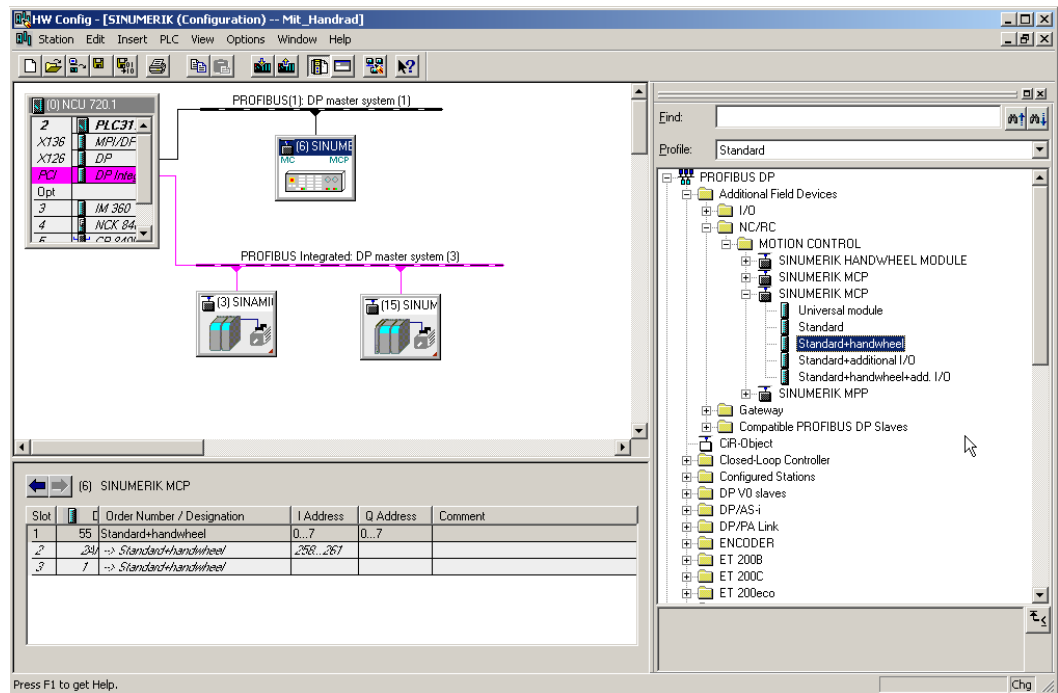 HW Config - [SINUMERIK (Configuration) -- Mit_Handrad]
Station Edit Insert PLC View Options Window Help
(0) NCU 720.1
2 PLC31
X136 MPI/DP
X126 DP
PCI DP Inte
Opt
3 IM 360
4 NCK 84
5 CP 840
PROFIBUS(1): DP master system (1)
(6) SINUME
MC MCP
PROFIBUS Integrated: DP master system (3)
(3) SINAMI
(15) SINUM
Find:
Profile: Standard
PROFIBUS DP
Additional Field Devices
I/O
NC/RC
MOTION CONTROL
SINUMERIK HANDWHEEL MODULE
SINUMERIK MCP
SINUMERIK MCP
Universal module
Standard
Standard+handwheel
Standard+additional I/O
Standard+handwheel+add. I/O
SINUMERIK MPP
Gateway
Compatible PROFIBUS DP Slaves
CiR-Object
Closed-Loop Controller
Configured Stations
DP V0 slaves
DP/AS-i
DP/PA Link
ENCODER
ET 200B
ET 200C
ET 200eco
(6) SINUMERIK MCP
Slot D Order Number / Designation I Address Q Address Comment
1 55 Standard+handwheel 0...7 0...7
2 2AV --> Standard+handwheel 258...261
3 1 --> Standard+handwheel
Press F1 to get Help.
Chg